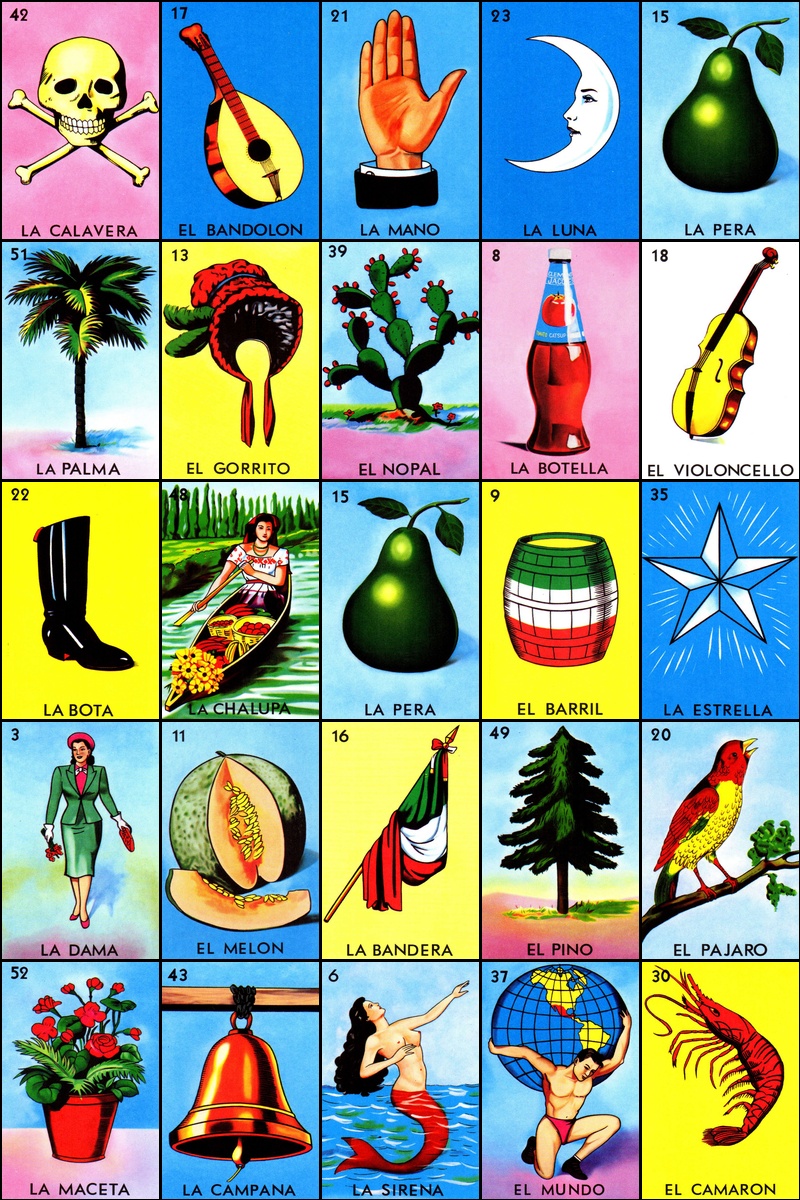 42
LA CALAVERA
17
EL BANDOLON
21
LA MANO
23
LA LUNA
15
LA PERA
51
LA PALMA
13
EL GORRITO
39
EL NOPAL
8
CATSUP
LA BOTELLA
18
EL VIOLONCELLO
22
LA BOTA
48
LA CHALUPA
15
LA PERA
9
EL BARRIL
35
LA ESTRELLA
3
LA DAMA
11
EL MELON
16
LA BANDERA
49
EL PINO
20
EL PAJARO
52
LA MACETA
43
LA CAMPANA
6
LA SIRENA
37
EL MUNDO
30
EL CAMARON